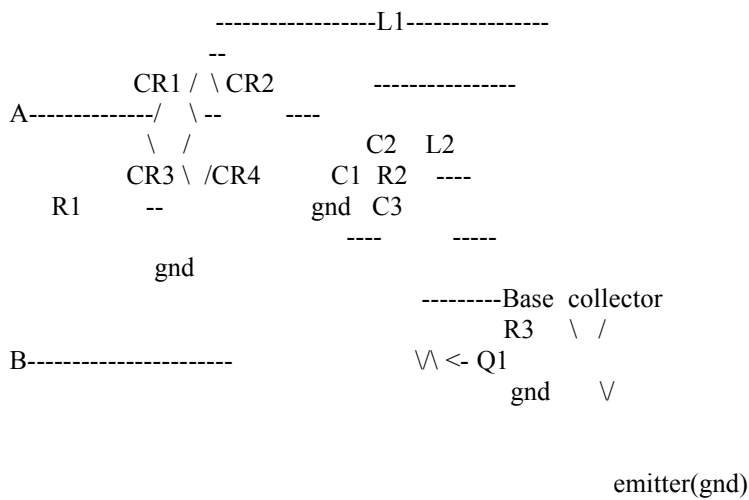 -----------------L1---------------
--
CR1 / \ CR2 ---------------
A--------------/ \ -- ----
\ / C2 L2
CR3 \ /CR4 C1 R2 ----
R1 -- gnd C3
---- -----
gnd
---------Base collector
R3 \ /
B----------------------- \/\ <- Q1
gnd \/
emitter(gnd)